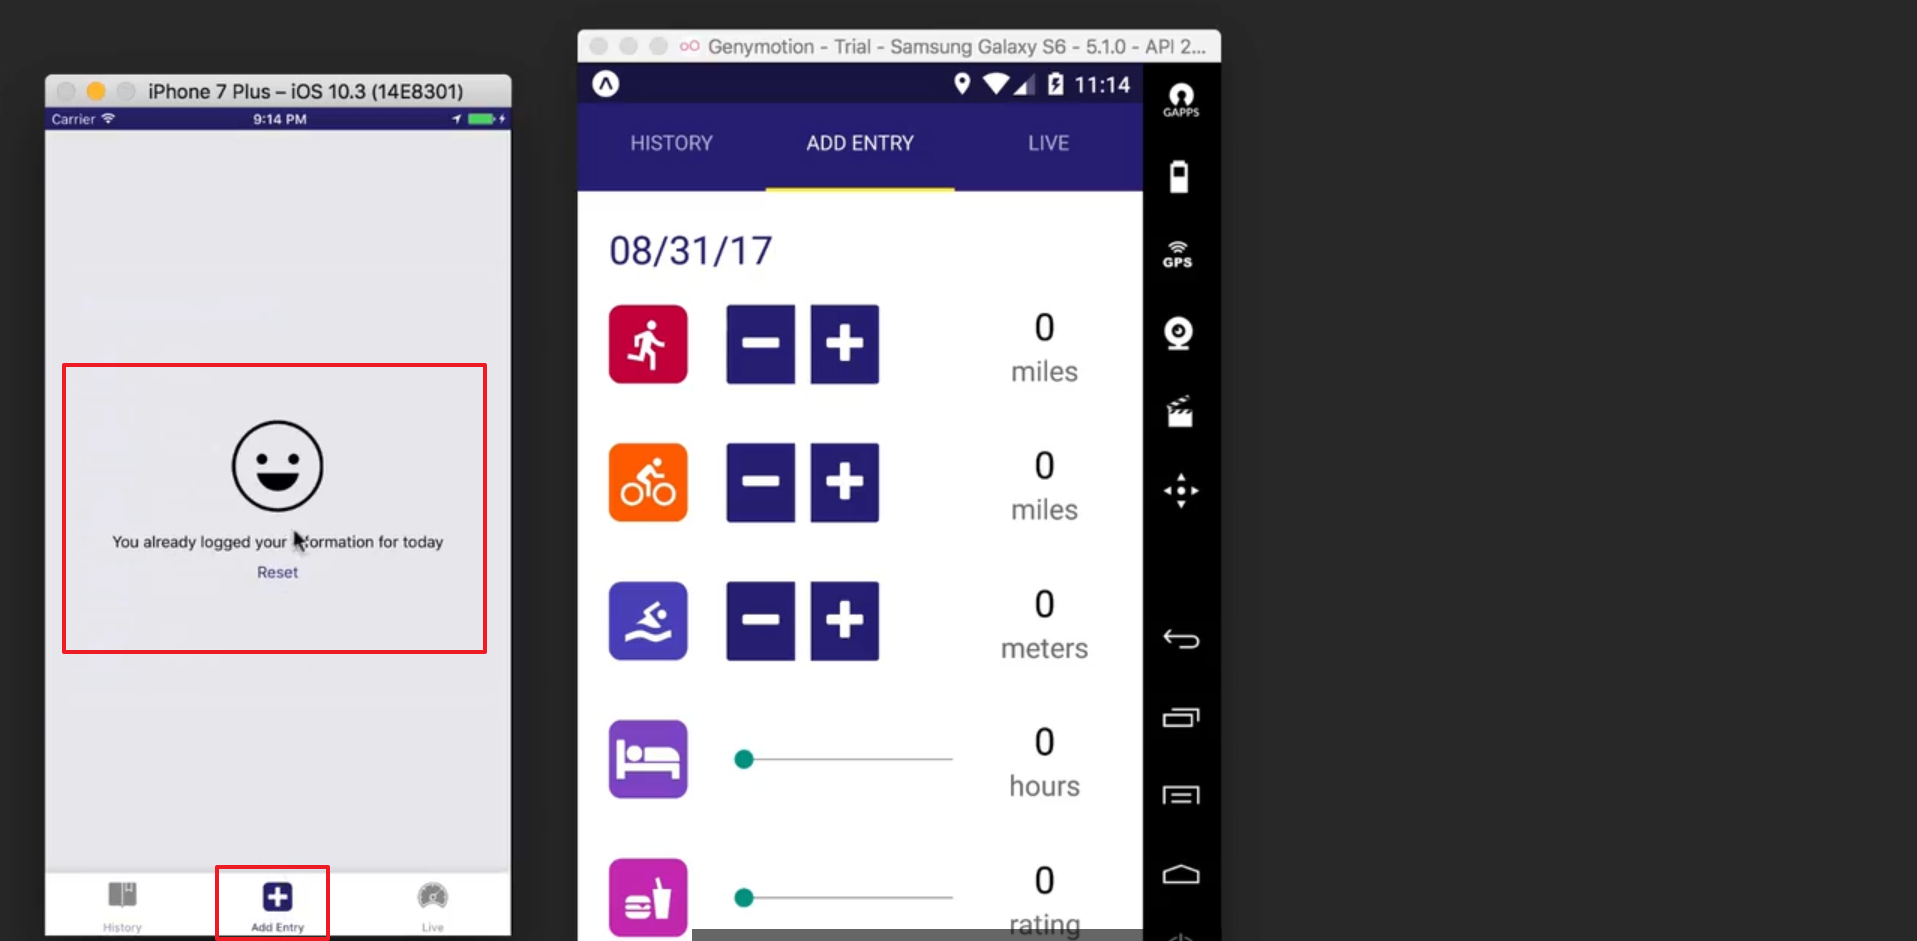 iPhone 7 Plus – iOS 10.3 (14E8301)
Carrier
9:14 PM
You already logged your formation for today
Reset
History
Add Entry
Live
Genymotion - Trial - Samsung Galaxy S6 - 5.1.0 - API 2...
11:14
HISTORY
ADD ENTRY
LIVE
08/31/17
0
miles
0
miles
0
meters
0
hours
0
rating
GAPPS
GPS